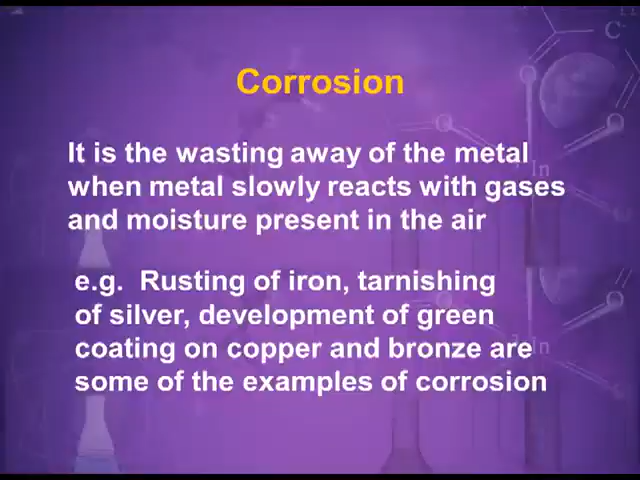 Corrosion
It is the wasting away of the metal
when metal slowly reacts with gases
and moisture present in the air
e.g. Rusting of iron, tarnishing
of silver, development of green
coating on copper and bronze are
some of the examples of corrosion
C
In
In